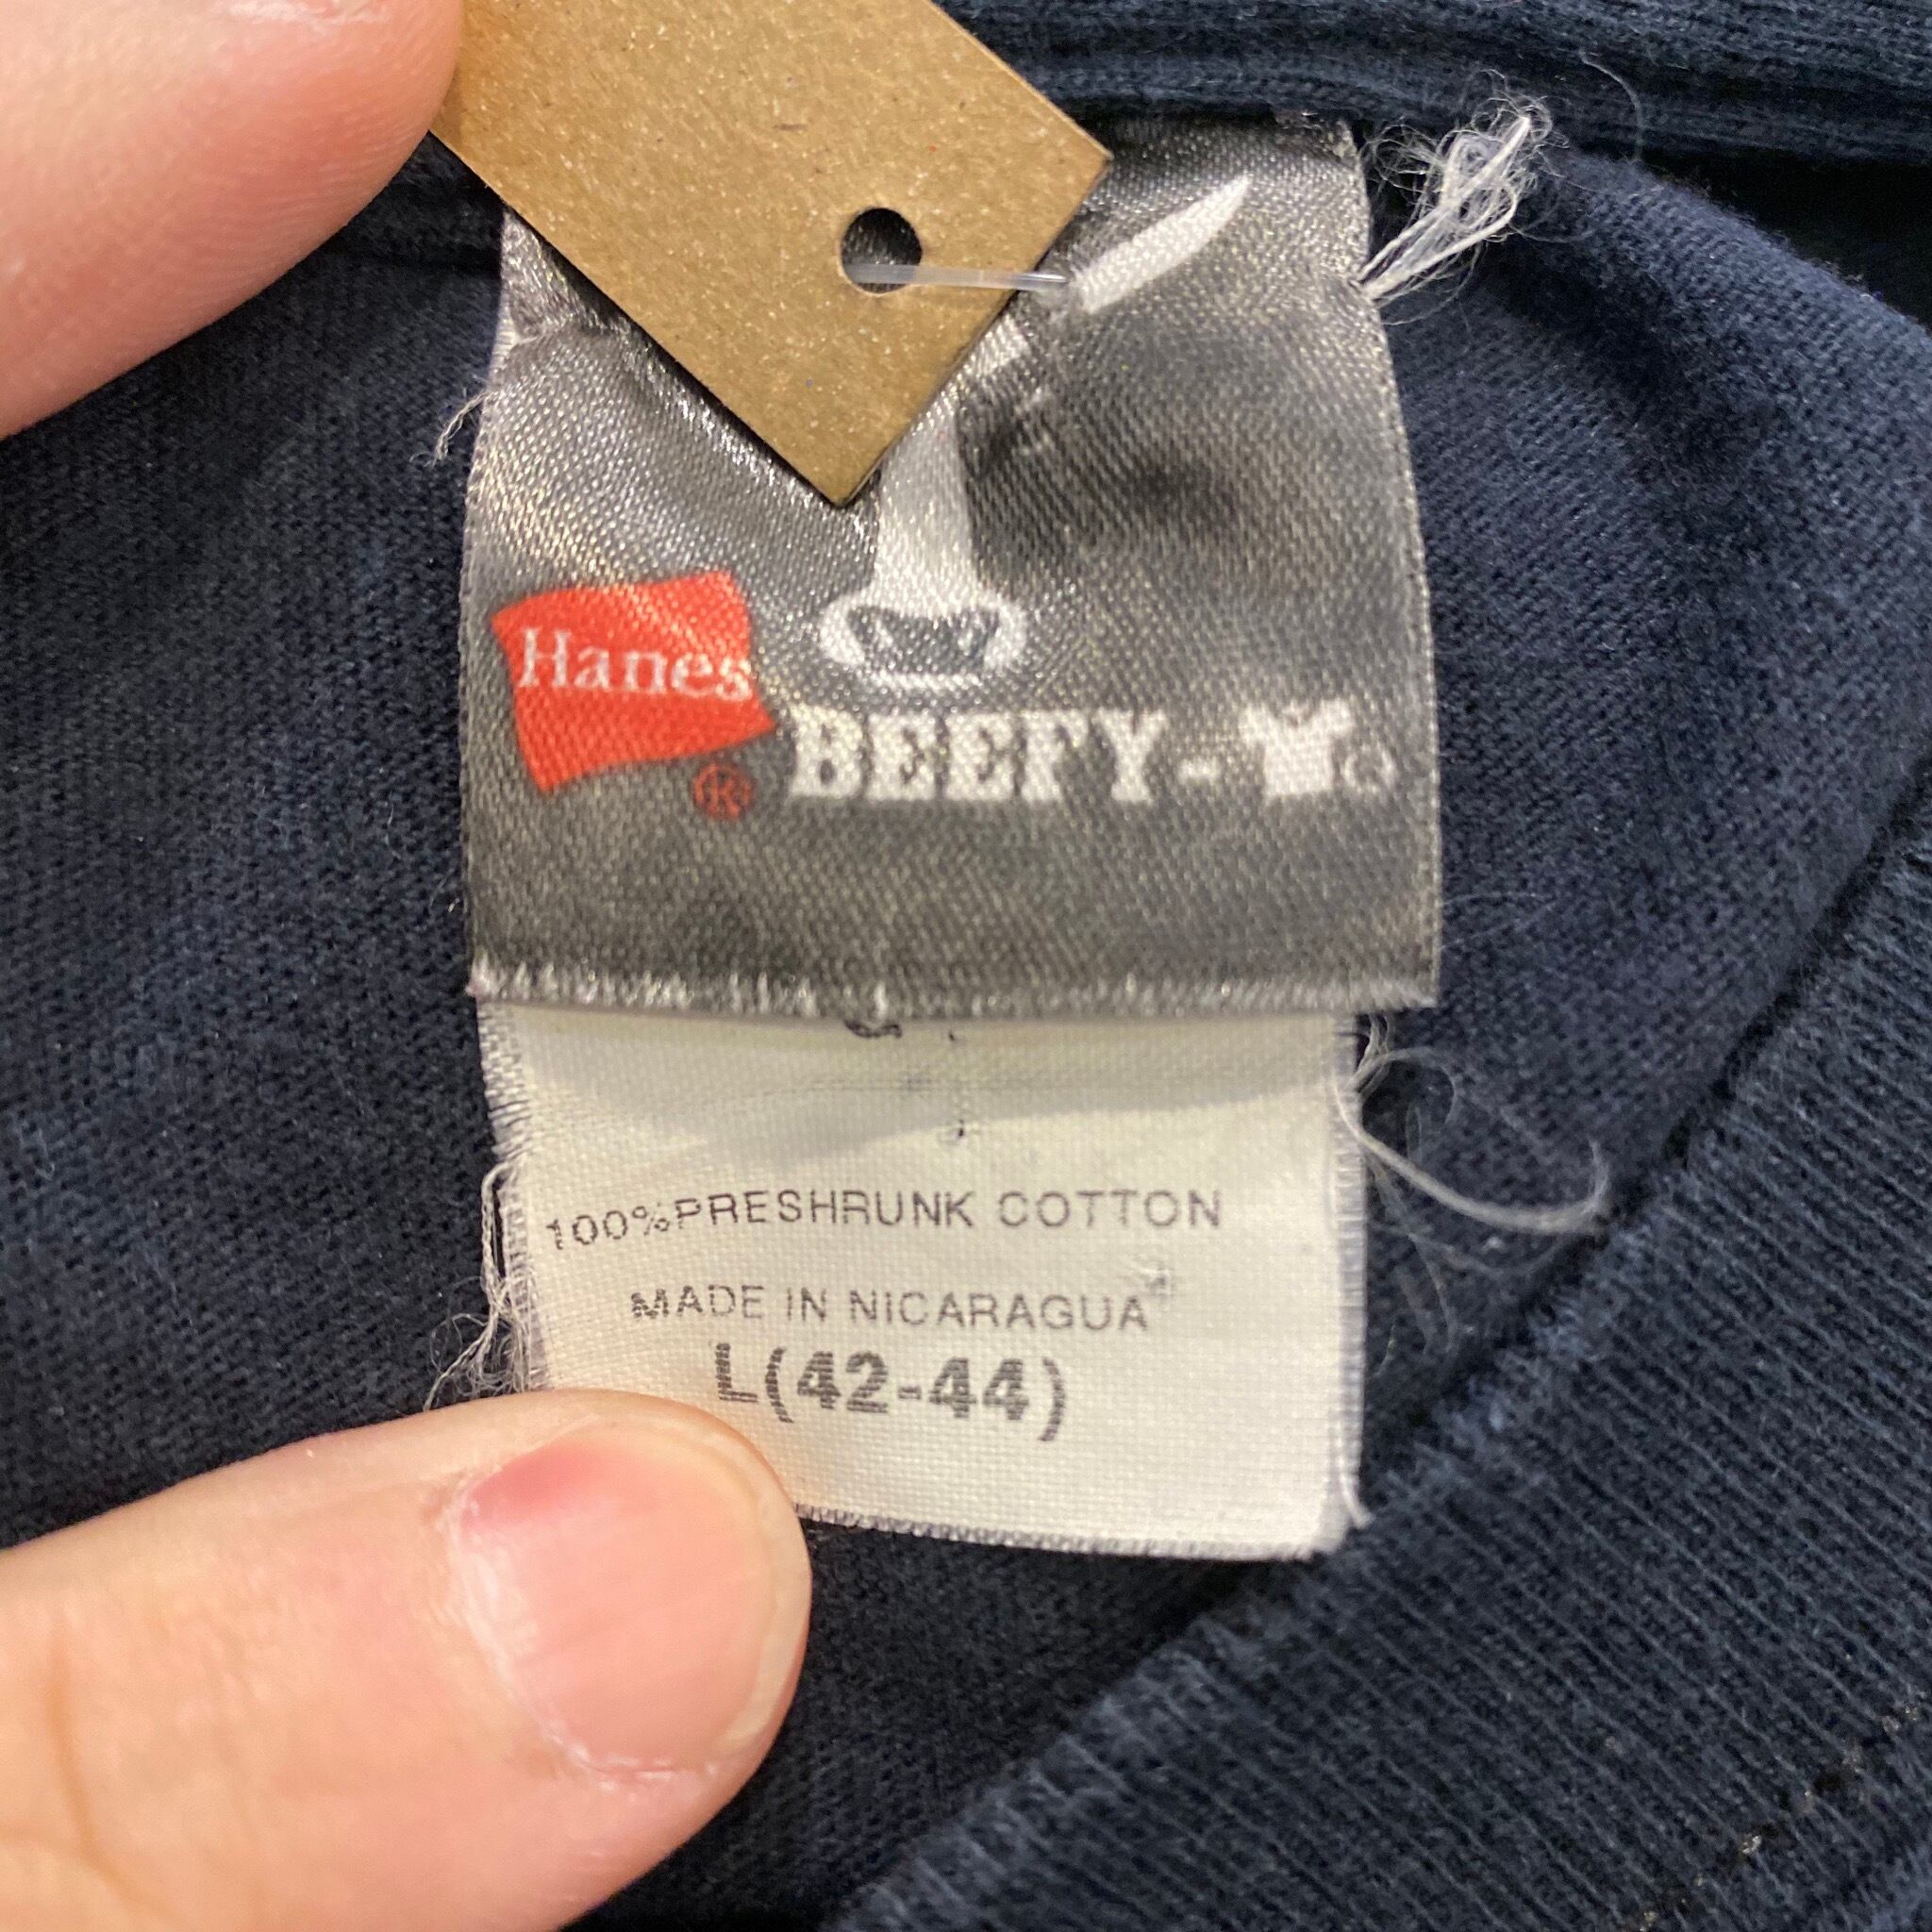 Hanes
®
BEEFY-
100% PRESHRUNK COTTON
MADE IN NICARAGUA
L(42-44)